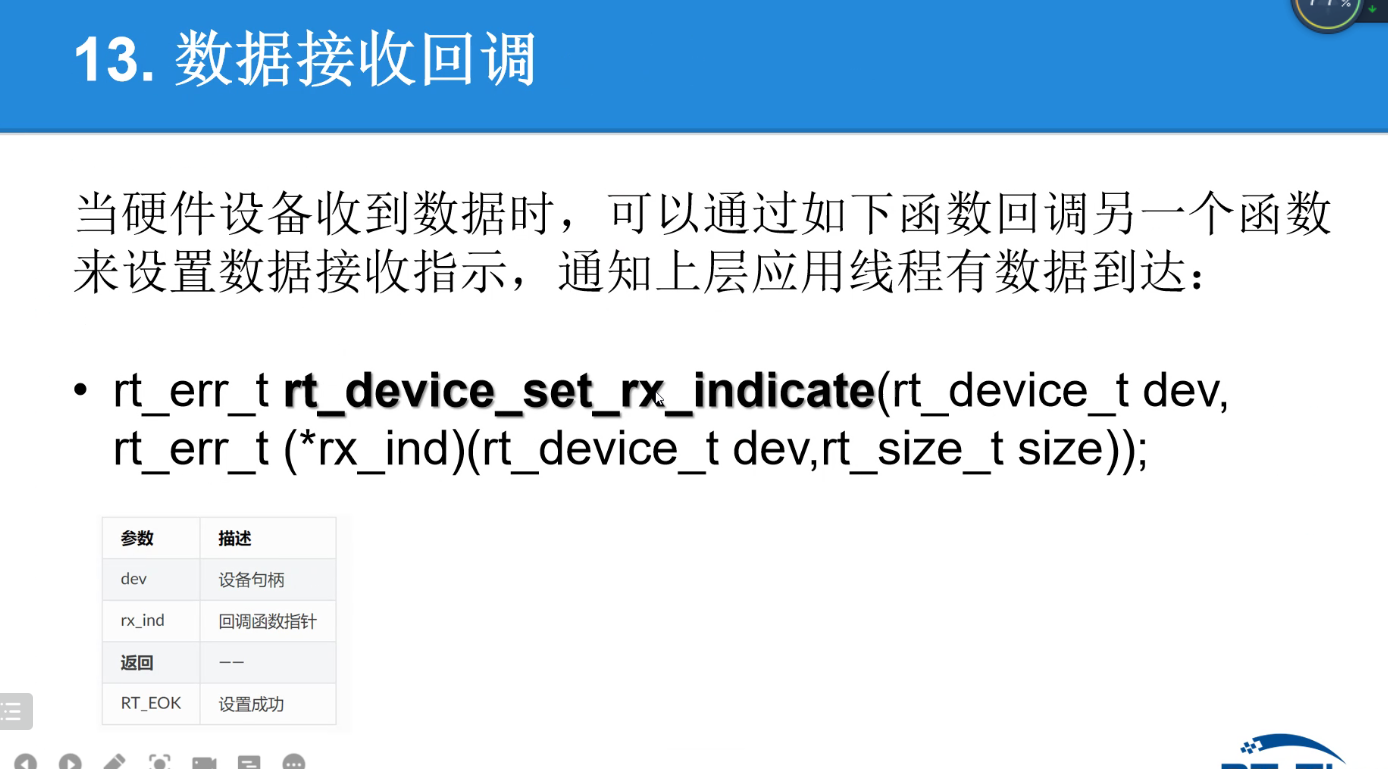 13. 数据接收回调
当硬件设备收到数据时，可以通过如下函数回调另一个函数
来设置数据接收指示，通知上层应用线程有数据到达：
• rt_err_t rt_device_set_rx_indicate(rt_device_t dev,
rt_err_t (*rx_ind)(rt_device_t dev,rt_size_t size));
参数 描述
dev 设备句柄
rx_ind 回调函数指针
返回 ——
RT_EOK 设置成功